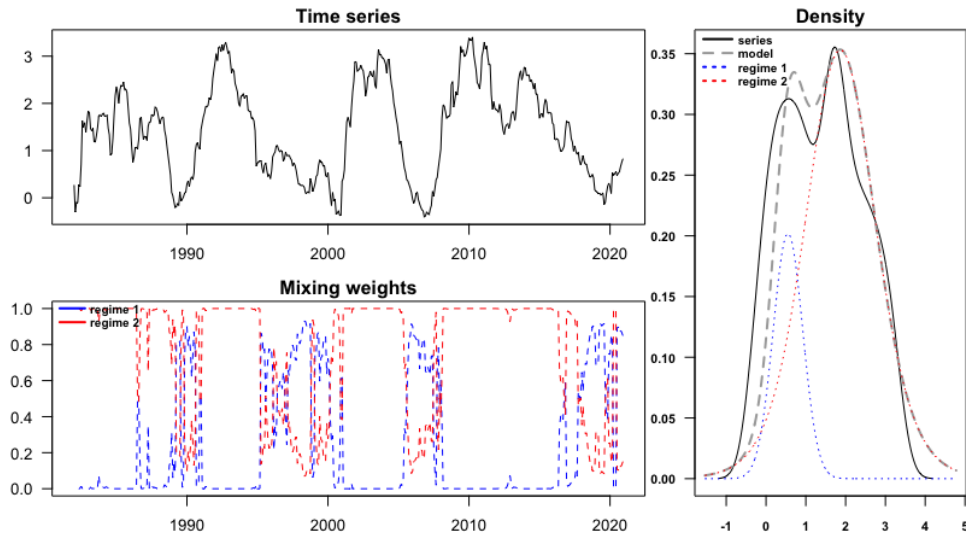 Time series
3
2
1
0
1990 2000 2010 2020
Mixing weights
regime 1
regime 2
1.0
0.8
0.6
0.4
0.2
0.0
1990 2000 2010 2020
Density
series
model
regime 1
regime 2
0.35
0.30
0.25
0.20
0.15
0.10
0.05
0.00
-1 0 1 2 3 4 5